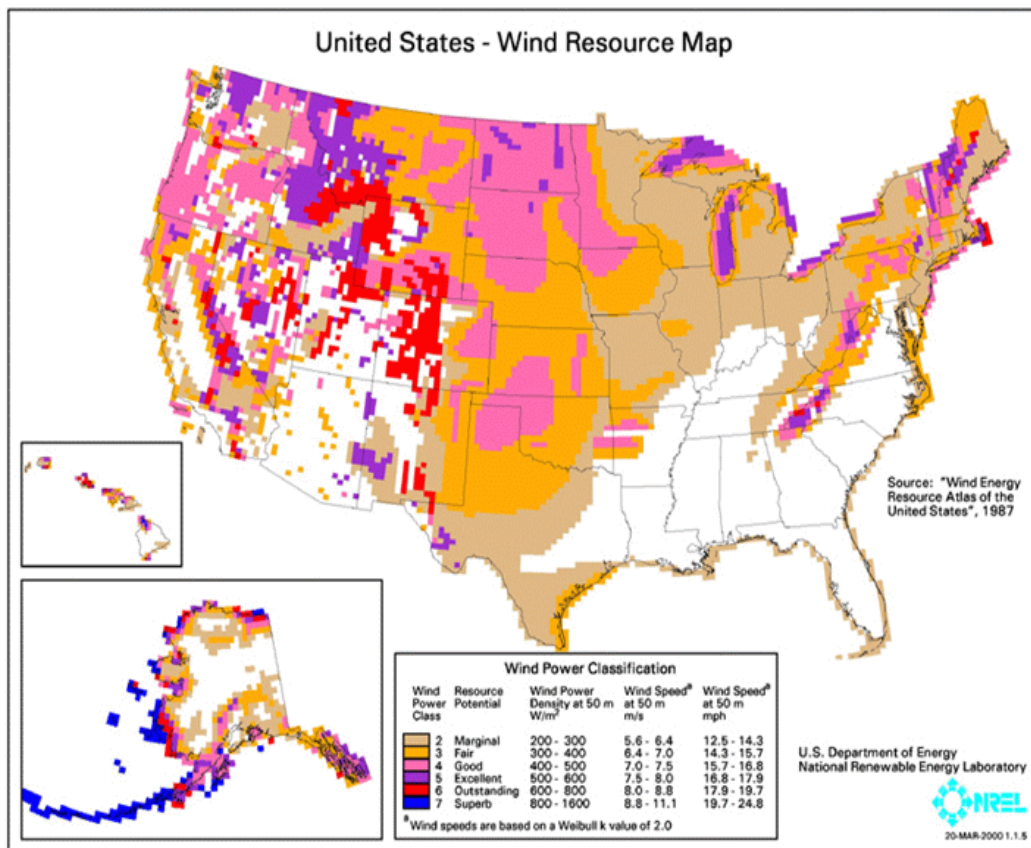 United States - Wind Resource Map
Source: "Wind Energy
Resource Atlas of the
United States", 1987
Wind Power Classification
Wind Power Class Resource Potential Wind Power Density at 50 m W/m² Wind Speedᵃ at 50 m m/s Wind Speedᵃ at 50 m mph
2 Marginal 200 - 300 5.6 - 6.4 12.5 - 14.3
3 Fair 300 - 400 6.4 - 7.0 14.3 - 15.7
4 Good 400 - 500 7.0 - 7.5 15.7 - 16.8
5 Excellent 500 - 600 7.5 - 8.0 16.8 - 17.9
6 Outstanding 600 - 800 8.0 - 8.8 17.9 - 19.7
7 Superb 800 - 1600 8.8 - 11.1 19.7 - 24.8
ᵃ Wind speeds are based on a Weibull k value of 2.0
U.S. Department of Energy
National Renewable Energy Laboratory
NREL
20-MAR-2000 1.1.5